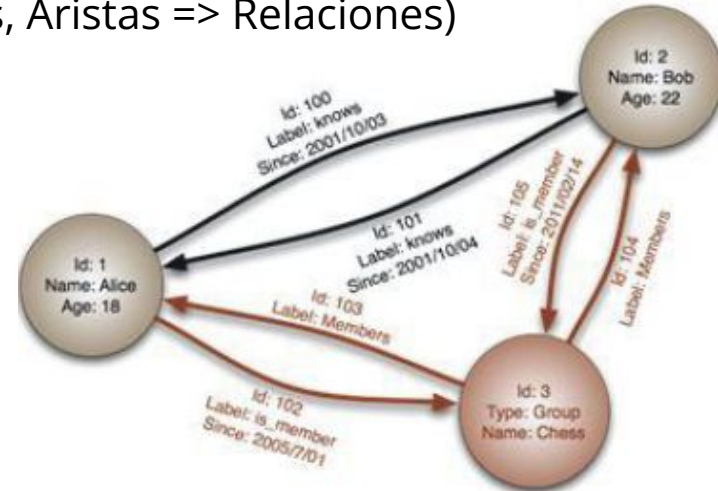 s, Aristas => Relaciones)
Id: 2
Name: Bob
Age: 22
Id: 100
Label: knows
Since: 2001/10/03
Id: 101
Label: knows
Since: 2001/10/04
Id: 105
Label: is_member
Since: 2011/02/14
Id: 104
Label: Members
Id: 1
Name: Alice
Age: 18
Id: 103
Label: Members
Id: 102
Label: is_member
Since: 2005/7/01
Id: 3
Type: Group
Name: Chess